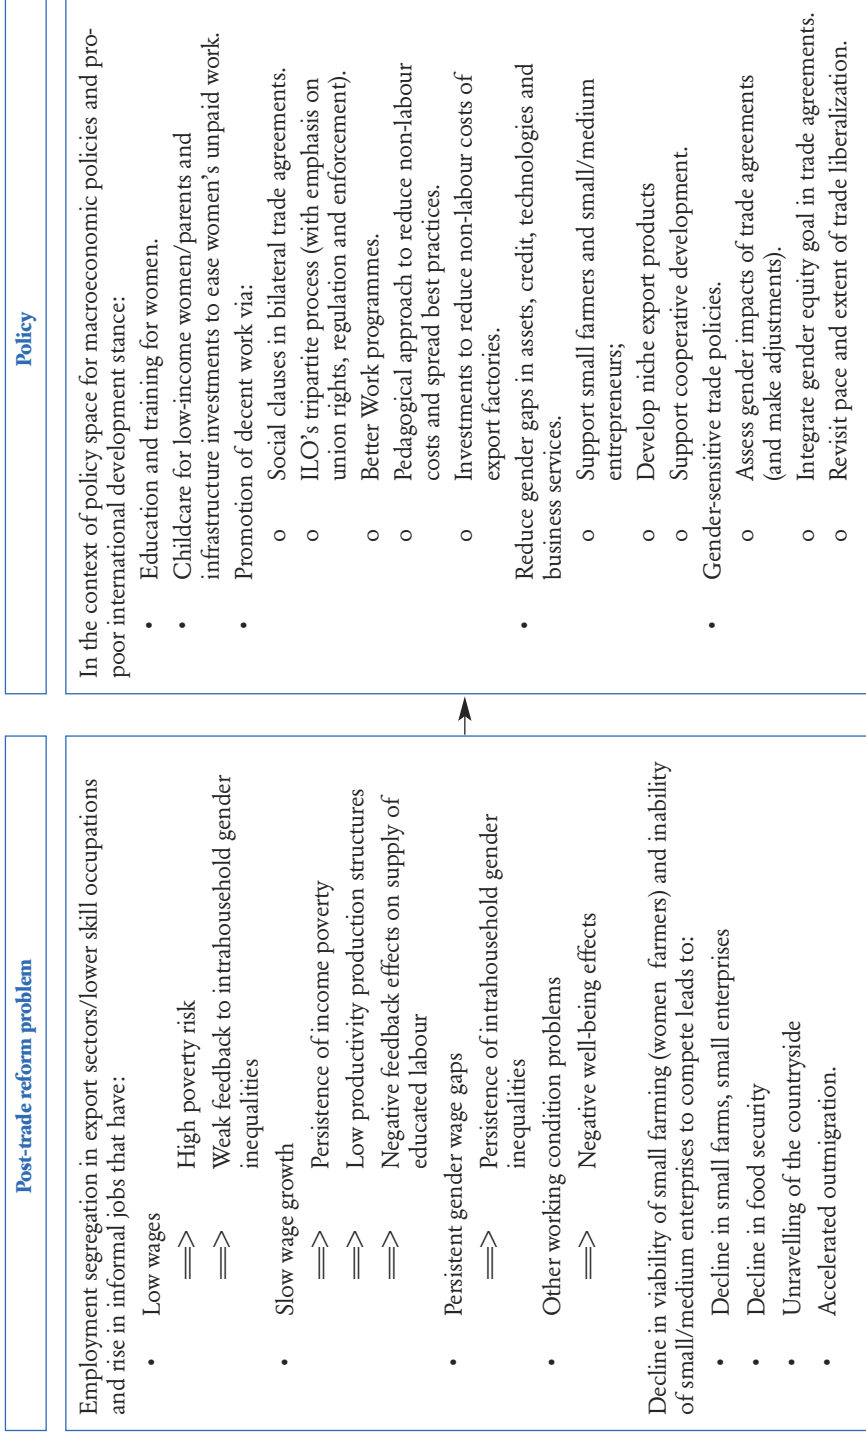 Post-trade reform problem
Employment segregation in export sectors/lower skill occupations
and rise in informal jobs that have:
• Low wages
==> High poverty risk
==> Weak feedback to intrahousehold gender
inequalities
• Slow wage growth
==> Persistence of income poverty
==> Low productivity production structures
==> Negative feedback effects on supply of
educated labour
• Persistent gender wage gaps
==> Persistence of intrahousehold gender
inequalities
• Other working condition problems
==> Negative well-being effects
Decline in viability of small farming (women farmers) and inability
of small/medium enterprises to compete leads to:
• Decline in small farms, small enterprises
• Decline in food security
• Unravelling of the countryside
• Accelerated outmigration.
Policy
In the context of policy space for macroeconomic policies and pro-
poor international development stance:
• Education and training for women.
• Childcare for low-income women/parents and
infrastructure investments to ease women's unpaid work.
• Promotion of decent work via:
o Social clauses in bilateral trade agreements.
o ILO's tripartite process (with emphasis on
union rights, regulation and enforcement).
o Better Work programmes.
o Pedagogical approach to reduce non-labour
costs and spread best practices.
o Investments to reduce non-labour costs of
export factories.
• Reduce gender gaps in assets, credit, technologies and
business services.
o Support small farmers and small/medium
entrepreneurs;
o Develop niche export products
o Support cooperative development.
• Gender-sensitive trade policies.
o Assess gender impacts of trade agreements
(and make adjustments).
o Integrate gender equity goal in trade agreements.
o Revisit pace and extent of trade liberalization.